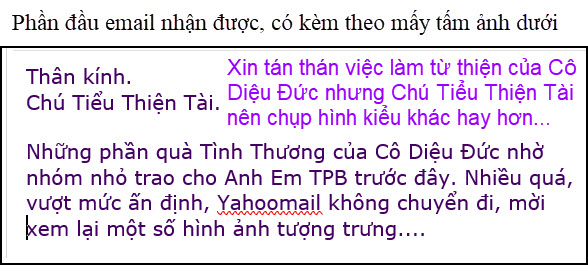 Phần đầu email nhận được, có kèm theo mấy tấm ảnh dưới
Thân kính.
Chú Tiểu Thiện Tài.
Xin tán thán việc làm từ thiện của Cô
Diệu Đức nhưng Chú Tiểu Thiện Tài
nên chụp hình kiểu khác hay hơn...
Những phần quà Tình Thương của Cô Diệu Đức nhờ
nhóm nhỏ trao cho Anh Em TPB trước đây. Nhiều quá,
vượt mức ấn định, Yahoomail không chuyển đi, mời
xem lại một số hình ảnh tượng trưng....